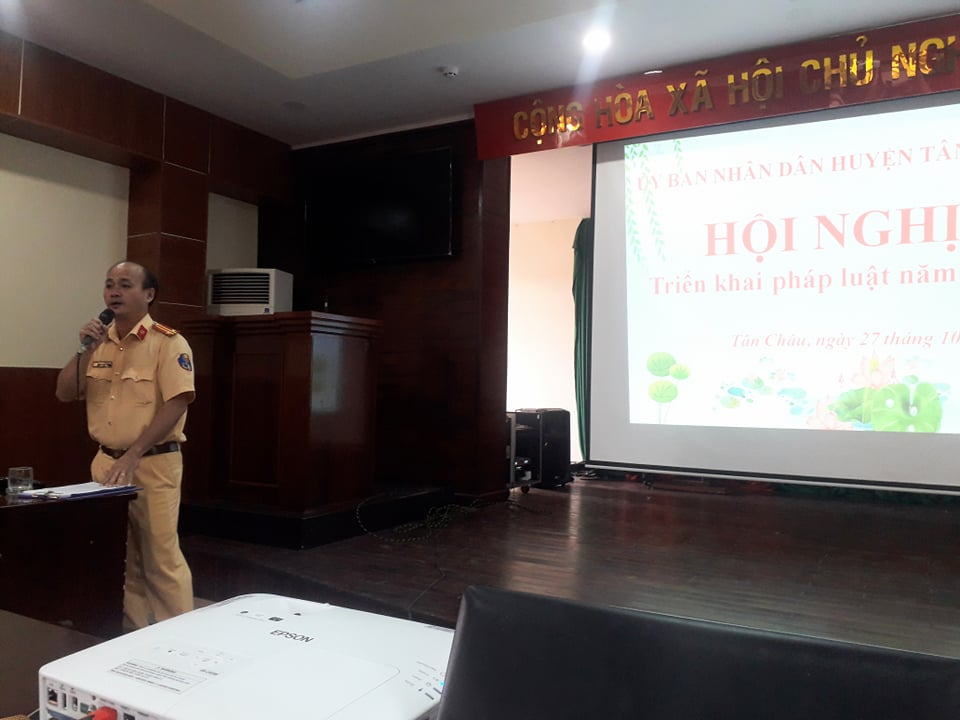 CỘNG HÒA XÃ HỘI CHỦ NGH
ỦY BAN NHÂN DÂN HUYỆN TÂN
HỘI NGHỊ
Triển khai pháp luật năm
Tân Châu, ngày 27 tháng 10
EPSON